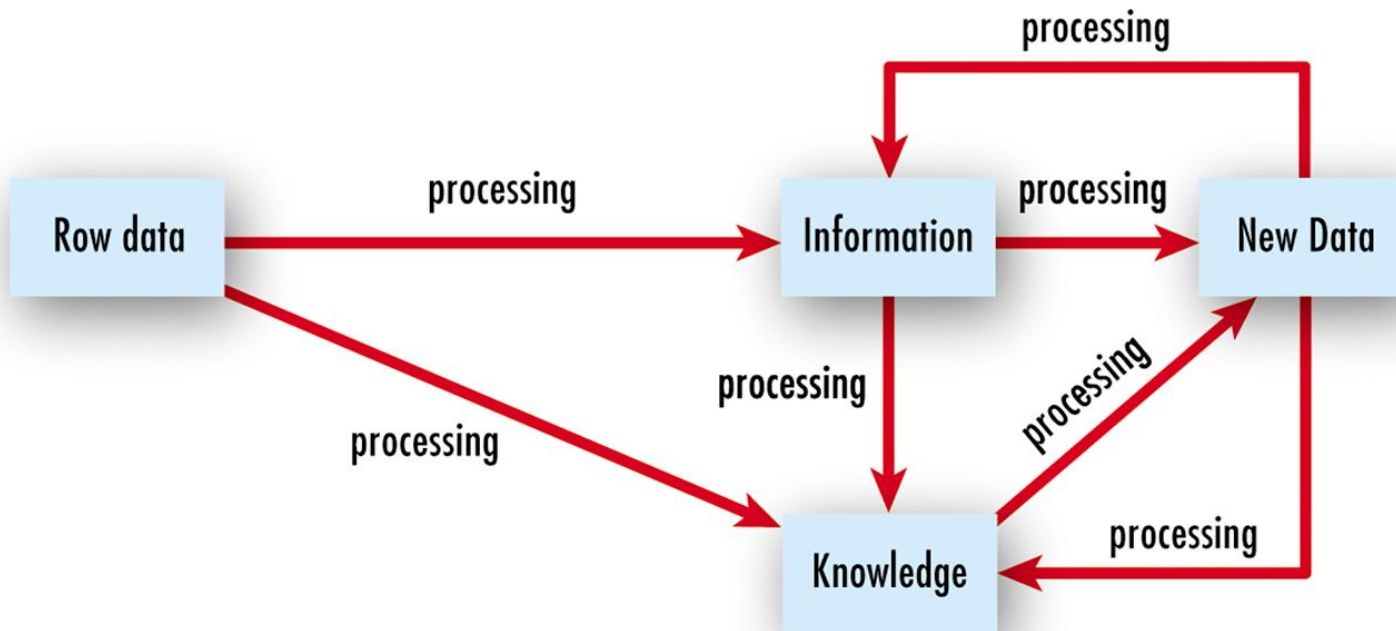 processing
processing
processing
Row data
Information
New Data
processing
processing
processing
processing
Knowledge